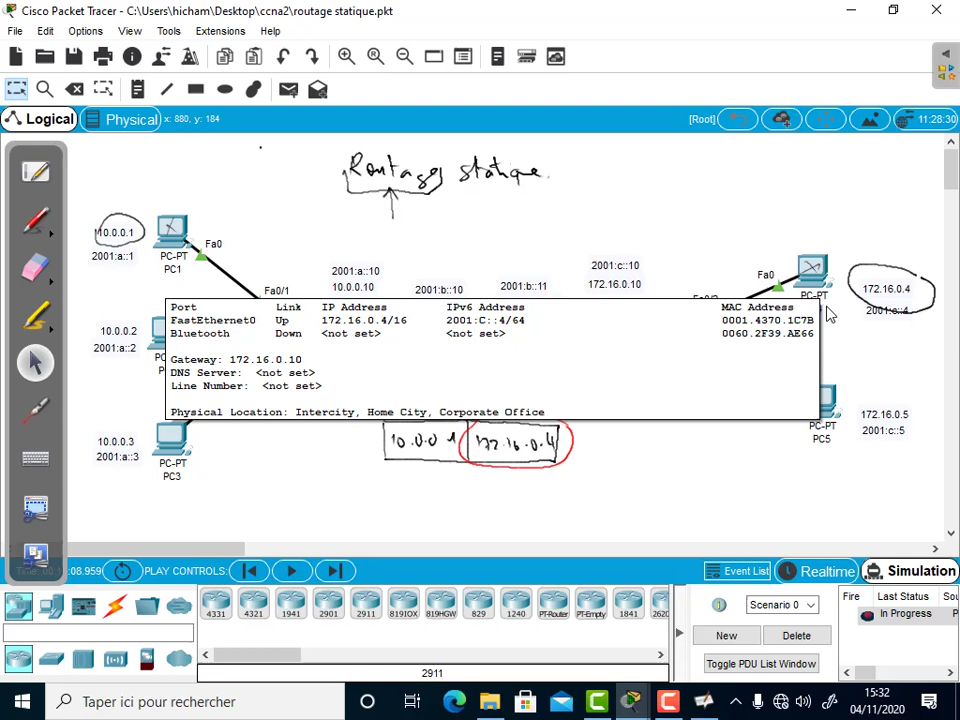 Cisco Packet Tracer - C:\Users\hicham\Desktop\ccna2\routage statique.pkt
File Edit Options View Tools Extensions Help
Logical Physical x: 880, y: 184 [Root] 11:28:30
Routage statique.
10.0.0.1
2001:a::1
PC-PT
PC1
Fa0
Fa0/1
2001:a::10
10.0.0.10
2001:b::10
2001:b::11
2001:c::10
172.16.0.10
Fa0
PC-PT
172.16.0.4
2001:c::4
10.0.0.2
2001:a::2
Port Link IP Address IPv6 Address MAC Address
FastEthernet0 Up 172.16.0.4/16 2001:C::4/64 0001.4370.1C7B
Bluetooth Down <not set> <not set> 0060.2F39.AE66
Gateway: 172.16.0.10
DNS Server: <not set>
Line Number: <not set>
Physical Location: Intercity, Home City, Corporate Office
10.0.0.1 172.16.0.4
10.0.0.3
2001:a::3
PC-PT
PC3
PC-PT
PC5
172.16.0.5
2001:c::5
08.959 PLAY CONTROLS: Event List Realtime Simulation
4331 4321 1941 2901 2911 819IOX 819HGW 829 1240 PT-Router PT-Empty 1841 2620
2911
Scenario 0
New Delete
Toggle PDU List Window
Fire Last Status
In Progress
Taper ici pour rechercher
15:32
04/11/2020